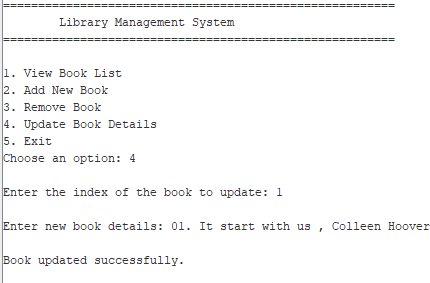 ==================================================
Library Management System
==================================================
1. View Book List
2. Add New Book
3. Remove Book
4. Update Book Details
5. Exit
Choose an option: 4
Enter the index of the book to update: 1
Enter new book details: 01. It start with us , Colleen Hoover
Book updated successfully.